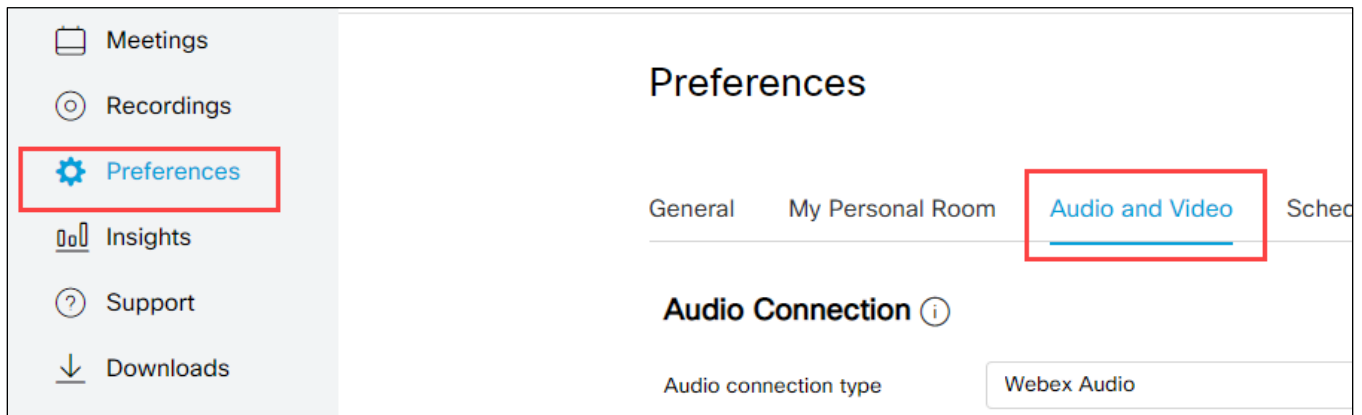 Meetings
Recordings
Preferences
Insights
Support
Downloads
Preferences
General My Personal Room Audio and Video Sched
Audio Connection
Audio connection type Webex Audio